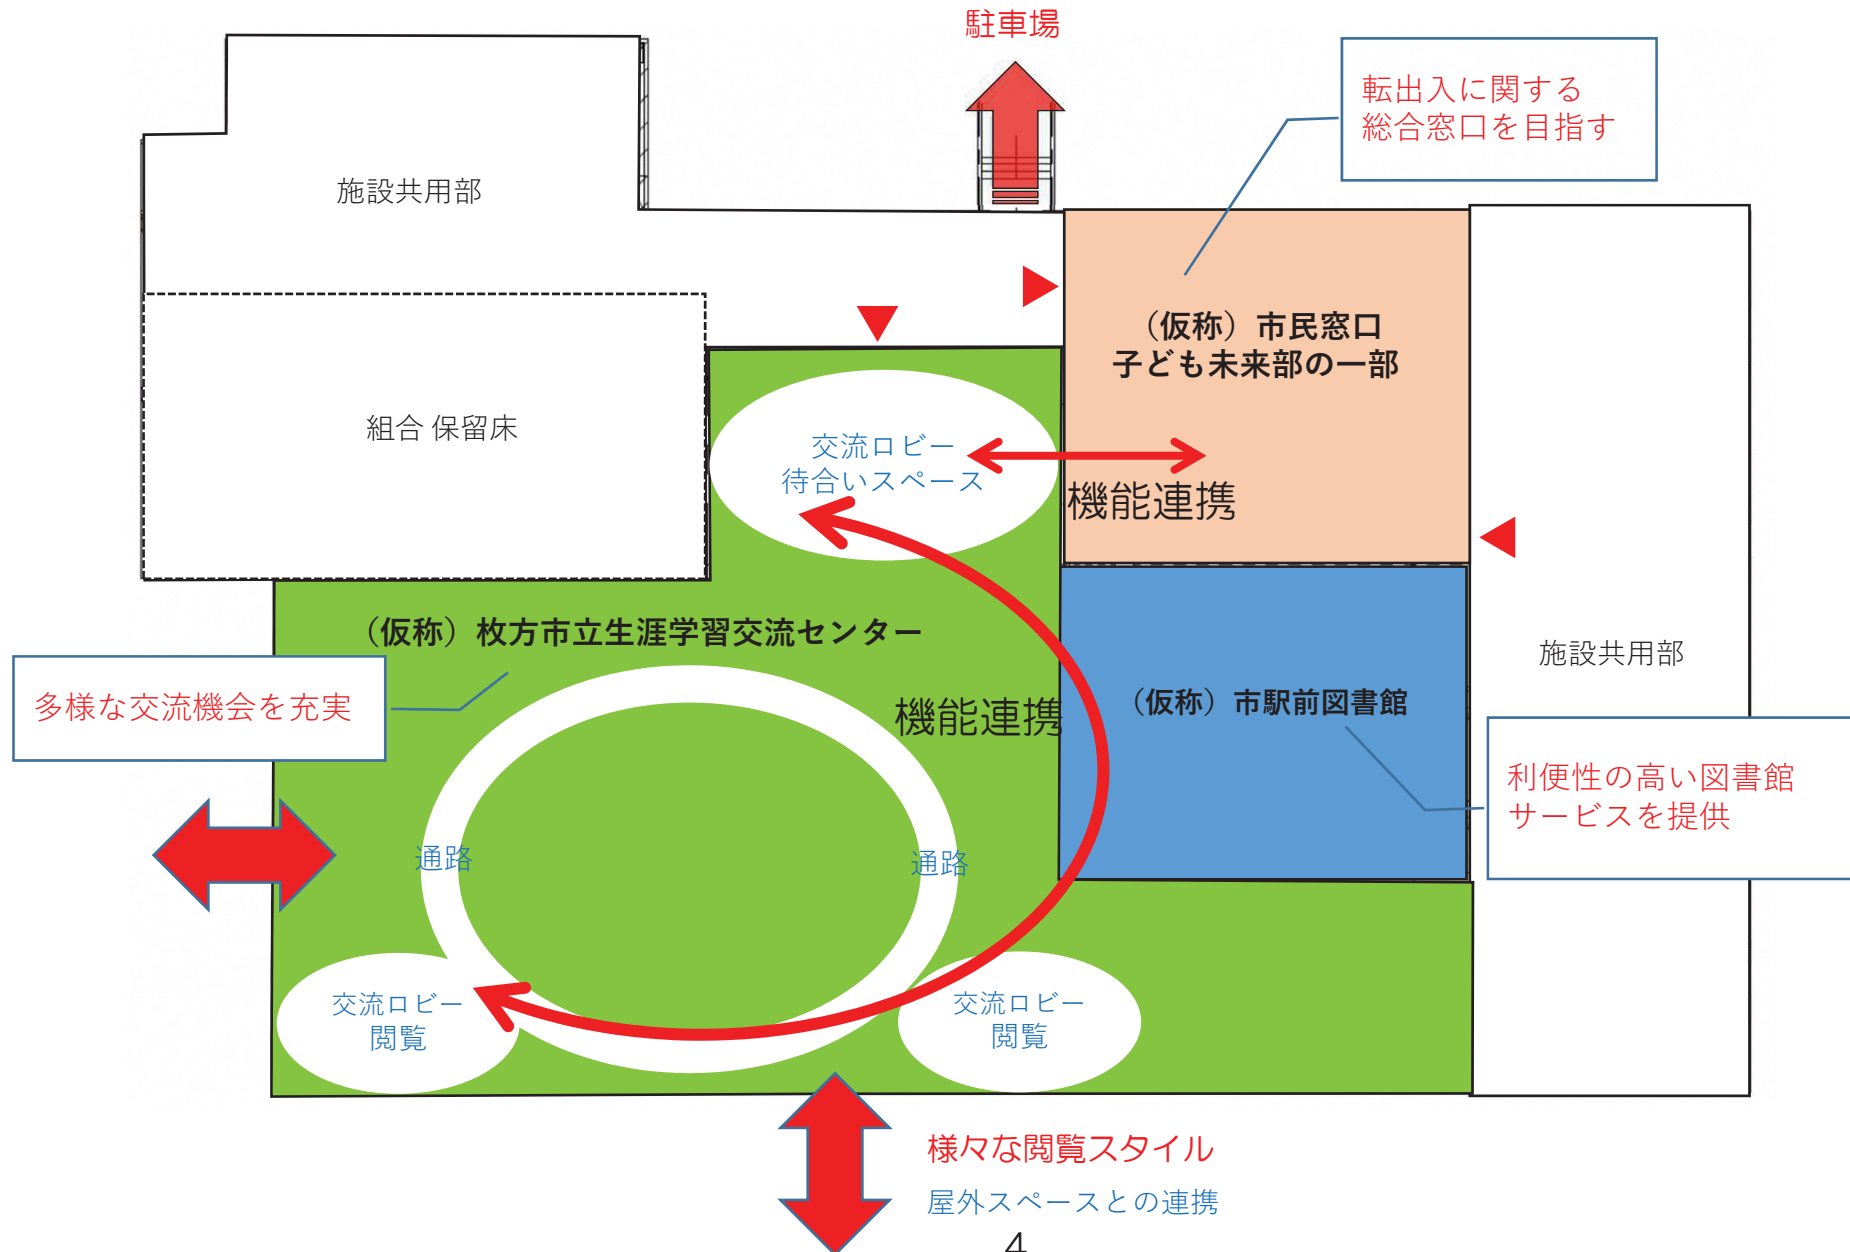 駐車場
転出入に関する
総合窓口を目指す
施設共用部
(仮称)市民窓口
子ども未来部の一部
組合 保留床
交流ロビー
待合いスペース
機能連携
(仮称)枚方市立生涯学習交流センター
施設共用部
多様な交流機会を充実
機能連携
(仮称)市駅前図書館
利便性の高い図書館
サービスを提供
通路
通路
交流ロビー
閲覧
交流ロビー
閲覧
様々な閲覧スタイル
屋外スペースとの連携
4